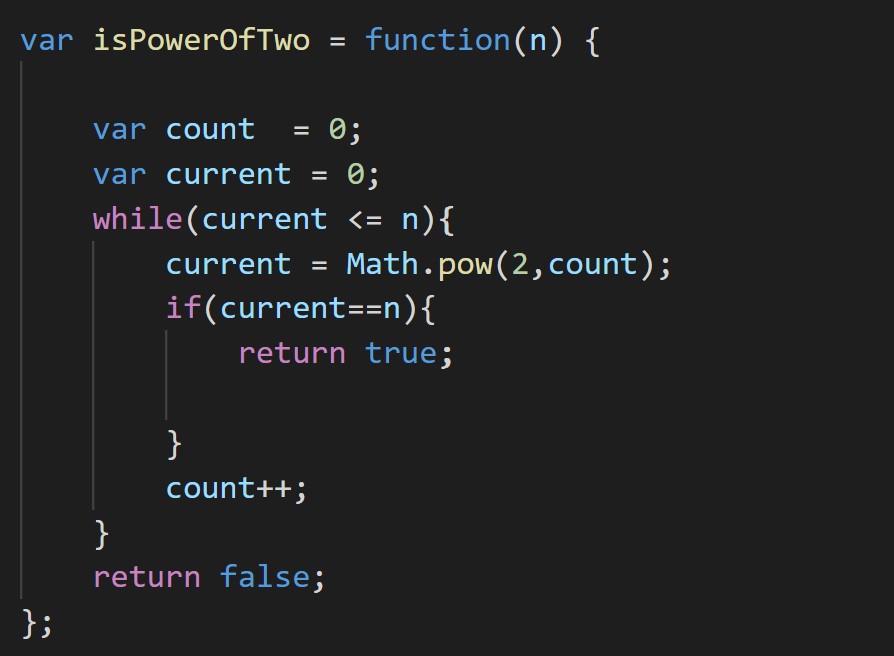 var isPowerOfTwo = function(n) {
    var count  = 0;
    var current = 0;
    while(current <= n){
        current = Math.pow(2,count);
        if(current==n){
            return true;
        }
        count++;
    }
    return false;
};